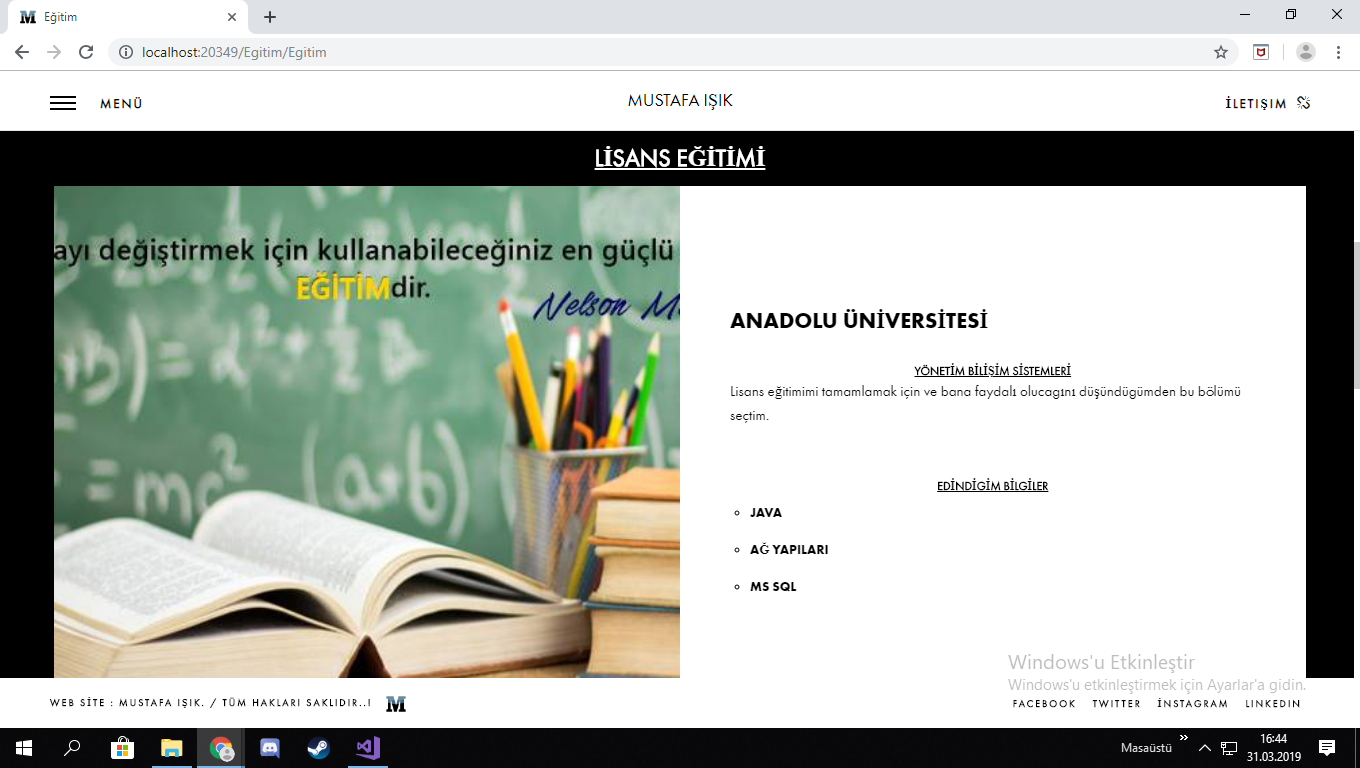 Eğitim
localhost:20349/Egitim/Egitim
MENÜ
MUSTAFA IŞIK
İLETIŞIM
LİSANS EĞİTİMİ
ayı değiştirmek için kullanabileceğiniz en güçlü
EĞİTİMdir.
Nelson M
ANADOLU ÜNİVERSİTESİ
YÖNETİM BİLİŞİM SİSTEMLERİ
Lisans eğitimimi tamamlamak için ve bana faydalı olucagını düşündügümden bu bölümü
seçtim.
EDİNDİGİM BİLGİLER
JAVA
AĞ YAPILARI
MS SQL
Windows'u Etkinleştir
Windows'u etkinleştirmek için Ayarlar'a gidin.
WEB SİTE : MUSTAFA IŞIK. / TÜM HAKLARI SAKLIDIR..! M
FACEBOOK TWITTER İNSTAGRAM LINKEDIN
Masaüstü
16:44
31.03.2019